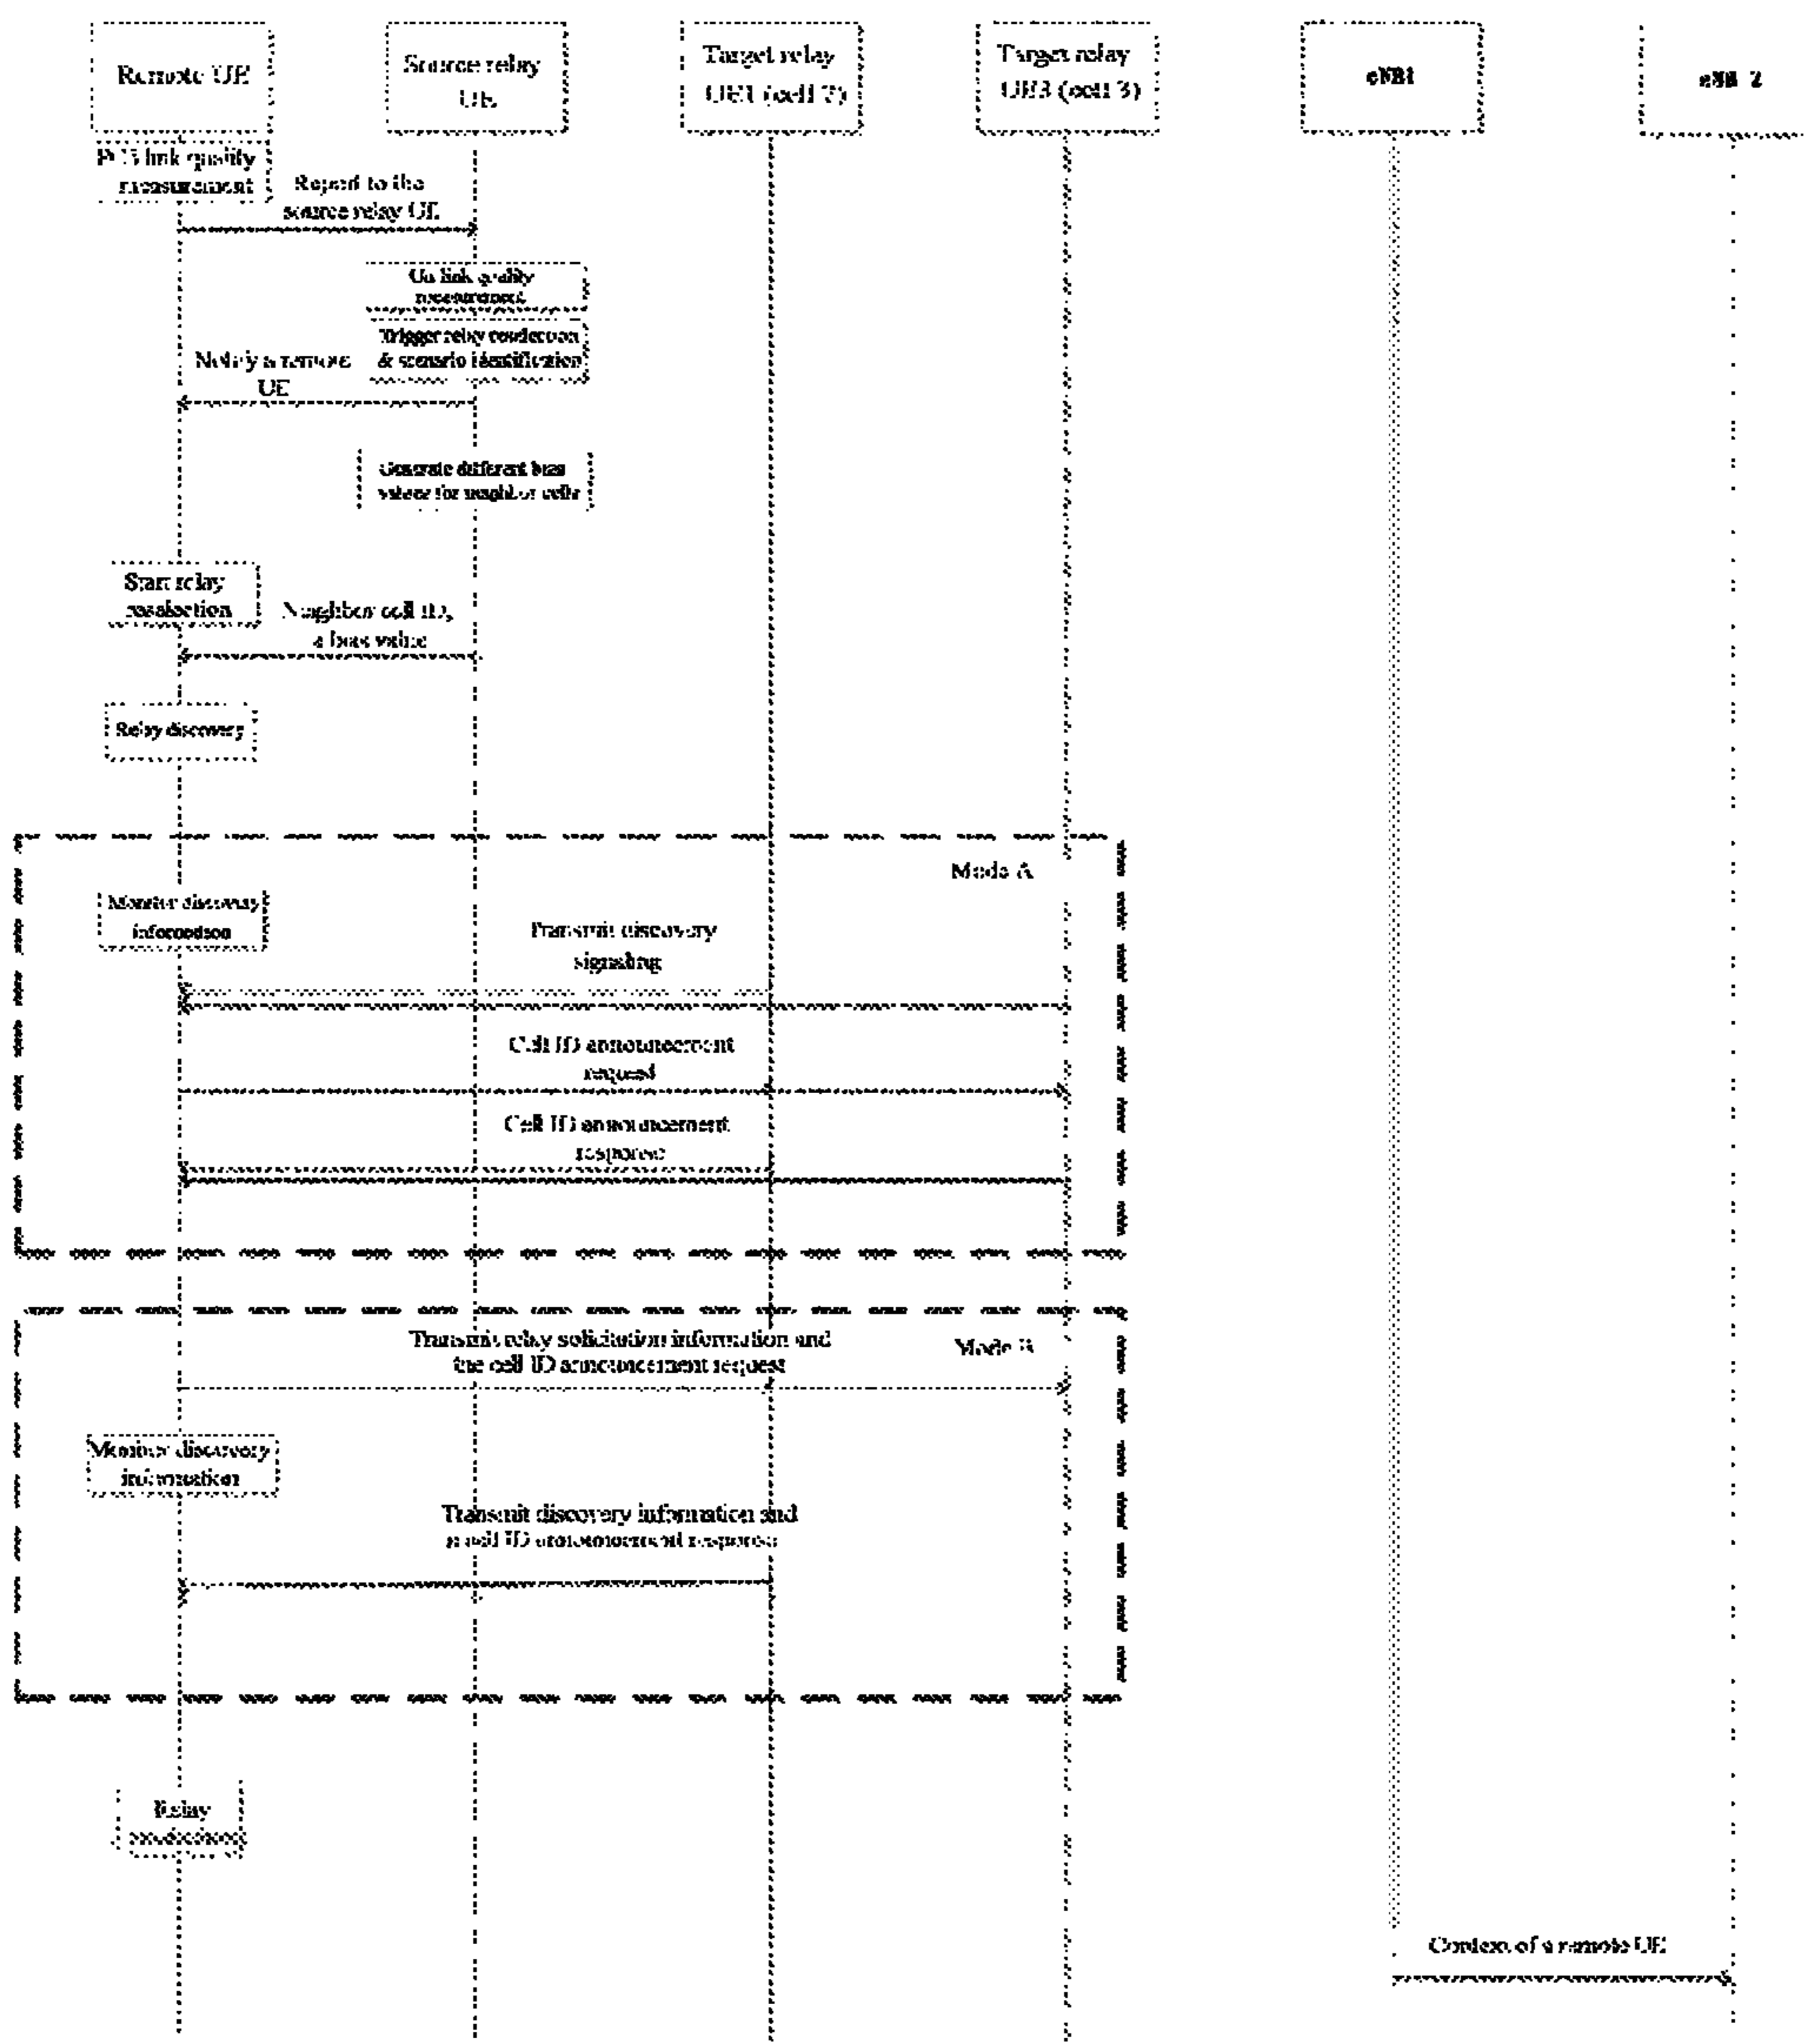 Remote UE
Source relay
UE
Target relay
UE1 (cell 2)
Target relay
(cell 3)
eNB1
eNB 2
PC5 link quality
measurement
Report to the
source relay UE
Uu link quality
measurement
Trigger relay reselection
& scenario identification
Notify a remote
UE
Generate different bias
values for neighbor cells
Start relay
reselection
Neighbor cell ID,
a bias value
Relay discovery
Mode A
Monitor discovery
information
Transmit discovery
signaling
Cell ID announcement
request
Cell ID announcement
response
Transmit relay solicitation information and
the cell ID announcement request
Mode B
Monitor discovery
information
Transmit discovery information and
a cell ID announcement response
Relay
Context of a remote UE